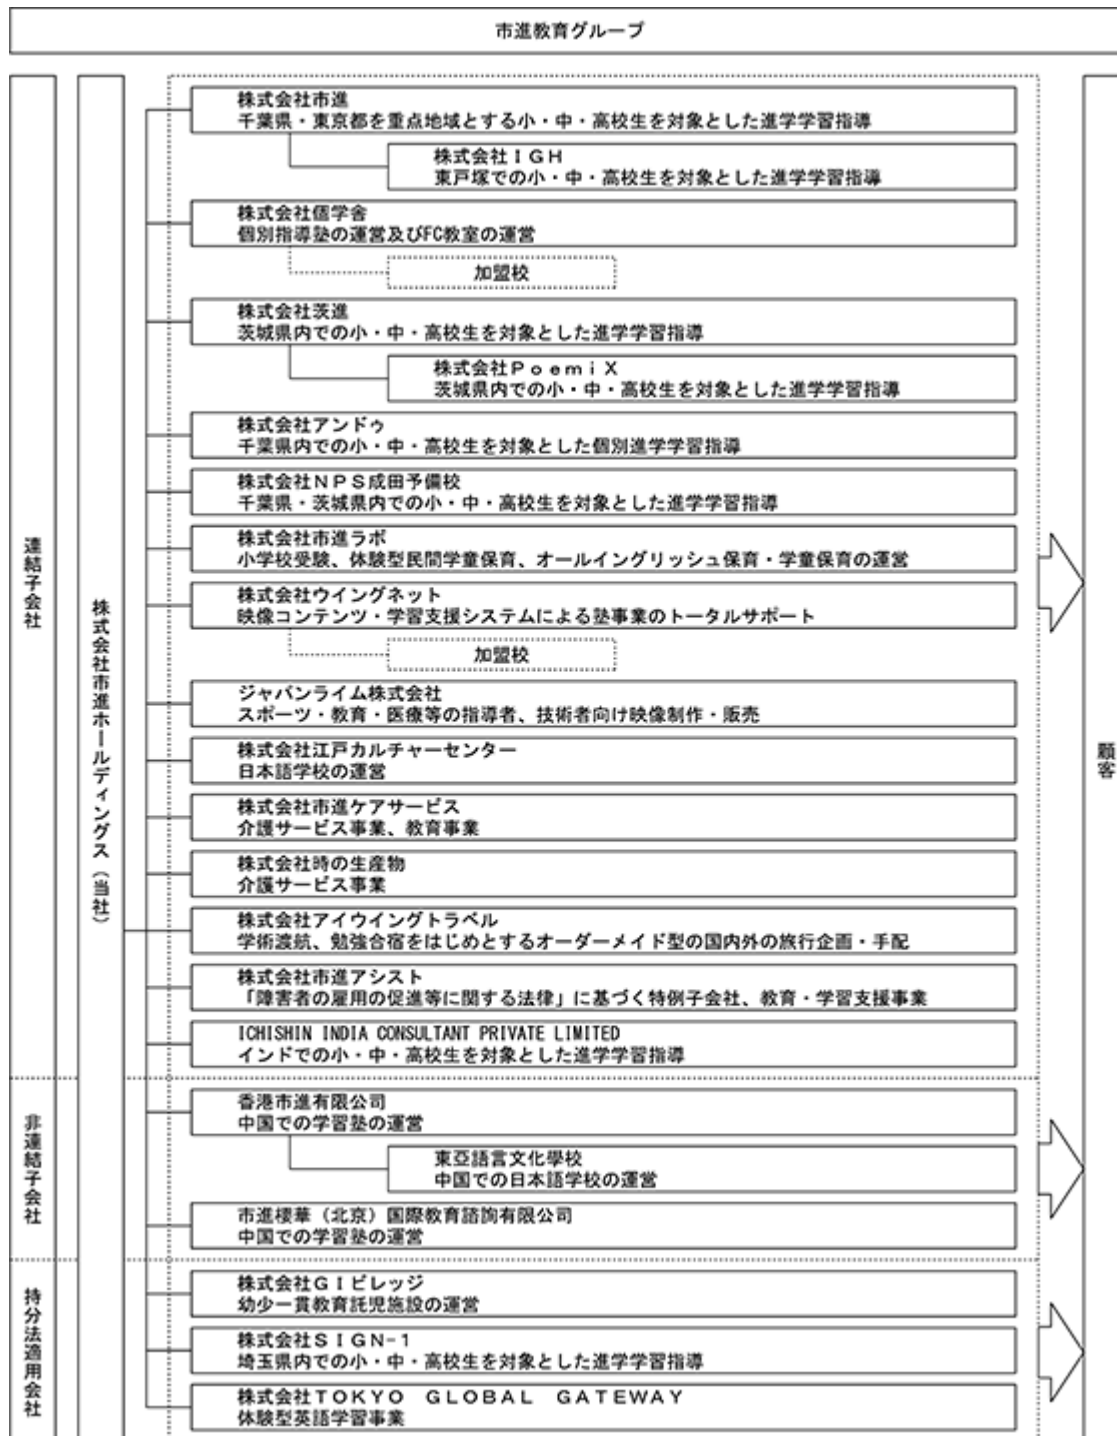 市進教育グループ
連結子会社
株式会社市進ホールディングス（当社）
株式会社市進
千葉県・東京都を重点地域とする小・中・高校生を対象とした進学学習指導
株式会社ＩＧＨ
東戸塚での小・中・高校生を対象とした進学学習指導
株式会社個学舎
個別指導塾の運営及びFC教室の運営
加盟校
株式会社茨進
茨城県内での小・中・高校生を対象とした進学学習指導
株式会社ＰｏｅｍｉＸ
茨城県内での小・中・高校生を対象とした進学学習指導
株式会社アンドゥ
千葉県内での小・中・高校生を対象とした個別進学学習指導
株式会社ＮＰＳ成田予備校
千葉県・茨城県内での小・中・高校生を対象とした進学学習指導
株式会社市進ラボ
小学校受験、体験型民間学童保育、オールイングリッシュ保育・学童保育の運営
株式会社ウイングネット
映像コンテンツ・学習支援システムによる塾事業のトータルサポート
加盟校
ジャパンライム株式会社
スポーツ・教育・医療等の指導者、技術者向け映像制作・販売
株式会社江戸カルチャーセンター
日本語学校の運営
株式会社市進ケアサービス
介護サービス事業、教育事業
株式会社時の生産物
介護サービス事業
株式会社アイウイングトラベル
学術渡航、勉強合宿をはじめとするオーダーメイド型の国内外の旅行企画・手配
株式会社市進アシスト
「障害者の雇用の促進等に関する法律」に基づく特例子会社、教育・学習支援事業
ICHISHIN INDIA CONSULTANT PRIVATE LIMITED
インドでの小・中・高校生を対象とした進学学習指導
顧客
非連結子会社
香港市進有限公司
中国での学習塾の運営
東亞語言文化學校
中国での日本語学校の運営
市進櫻華（北京）国際教育諮詢有限公司
中国での学習塾の運営
持分法適用会社
株式会社ＧＩビレッジ
幼少一貫教育託児施設の運営
株式会社ＳＩＧＮ-１
埼玉県内での小・中・高校生を対象とした進学学習指導
株式会社ＴＯＫＹＯ　ＧＬＯＢＡＬ　ＧＡＴＥＷＡＹ
体験型英語学習事業